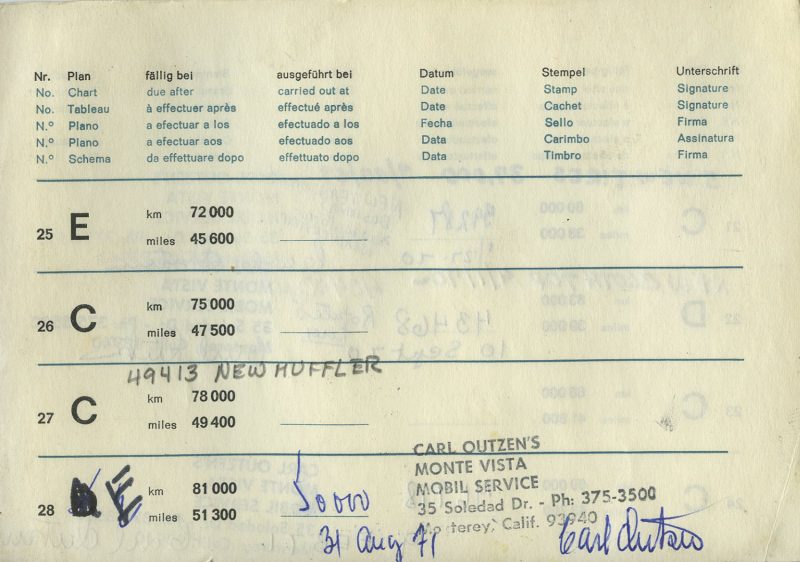 Nr. Plan fällig bei ausgeführt bei Datum Stempel Unterschrift
No. Chart due after carried out at Date Stamp Signature
No. Tableau à effectuer après effectué après Date Cachet Signature
N.º Plano a efectuar a los efectuado a los Fecha Sello Firma
N.º Plano a efectuar aos efectuado aos Data Carimbo Assinatura
N.º Schema da effettuare dopo effettuato dopo Data Timbro Firma
25 E km 72 000
miles 45 600
26 C km 75 000
miles 47 500
49413 NEW MUFFLER
27 C km 78 000
miles 49 400
28 E km 81 000
miles 51 300
50000
31 Aug 71
CARL OUTZEN'S
MONTE VISTA
MOBIL SERVICE
35 Soledad Dr. - Ph: 375-3500
Monterey, Calif. 93940
Carl Outzen